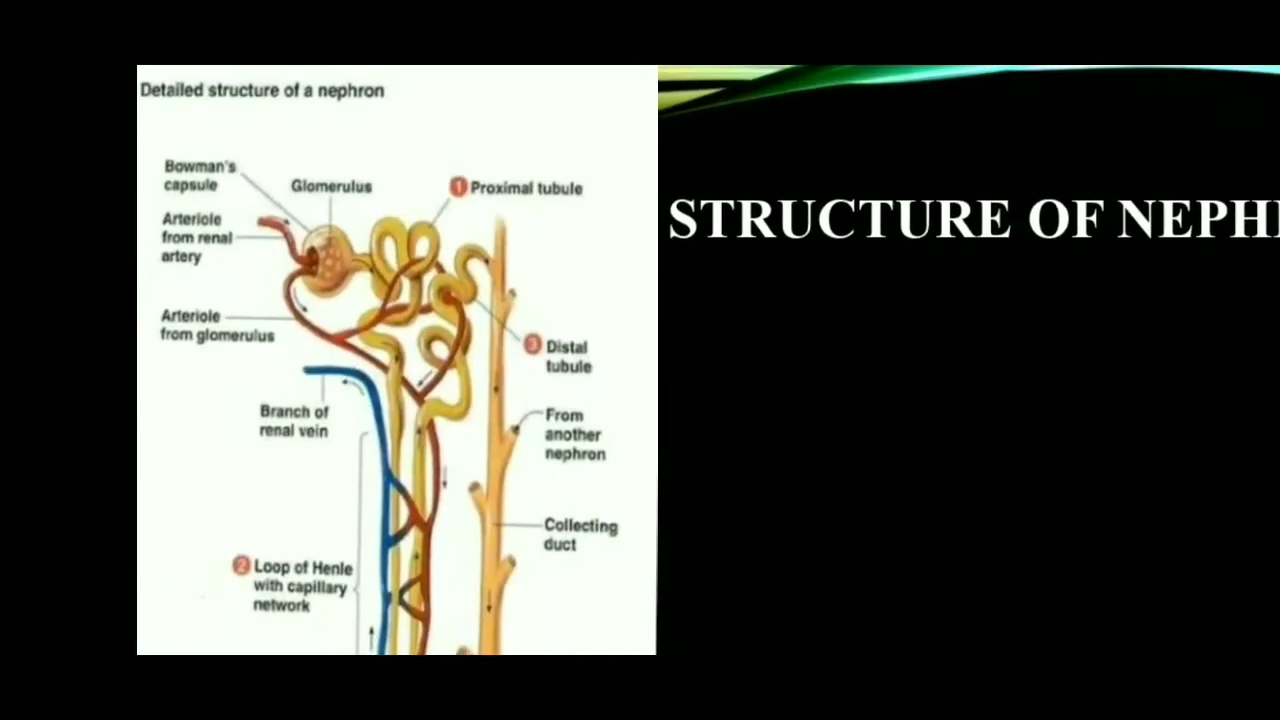 Detailed structure of a nephron
Bowman's
capsule
Glomerulus
1 Proximal tubule
Arteriole
from renal
artery
Arteriole
from glomerulus
3 Distal
tubule
Branch of
renal vein
From
another
nephron
Collecting
duct
2 Loop of Henle
with capillary
network
STRUCTURE OF NEPH